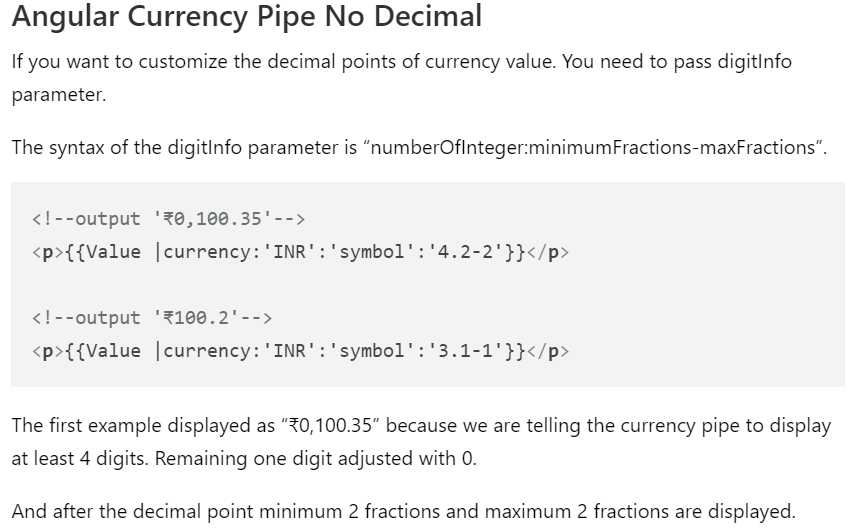 Angular Currency Pipe No Decimal
If you want to customize the decimal points of currency value. You need to pass digitInfo
parameter.
The syntax of the digitInfo parameter is “numberOfInteger:minimumFractions-maxFractions”.
<!--output '₹0,100.35'-->
<p>{{Value |currency:'INR':'symbol':'4.2-2'}}</p>
<!--output '₹100.2'-->
<p>{{Value |currency:'INR':'symbol':'3.1-1'}}</p>
The first example displayed as “₹0,100.35” because we are telling the currency pipe to display
at least 4 digits. Remaining one digit adjusted with 0.
And after the decimal point minimum 2 fractions and maximum 2 fractions are displayed.